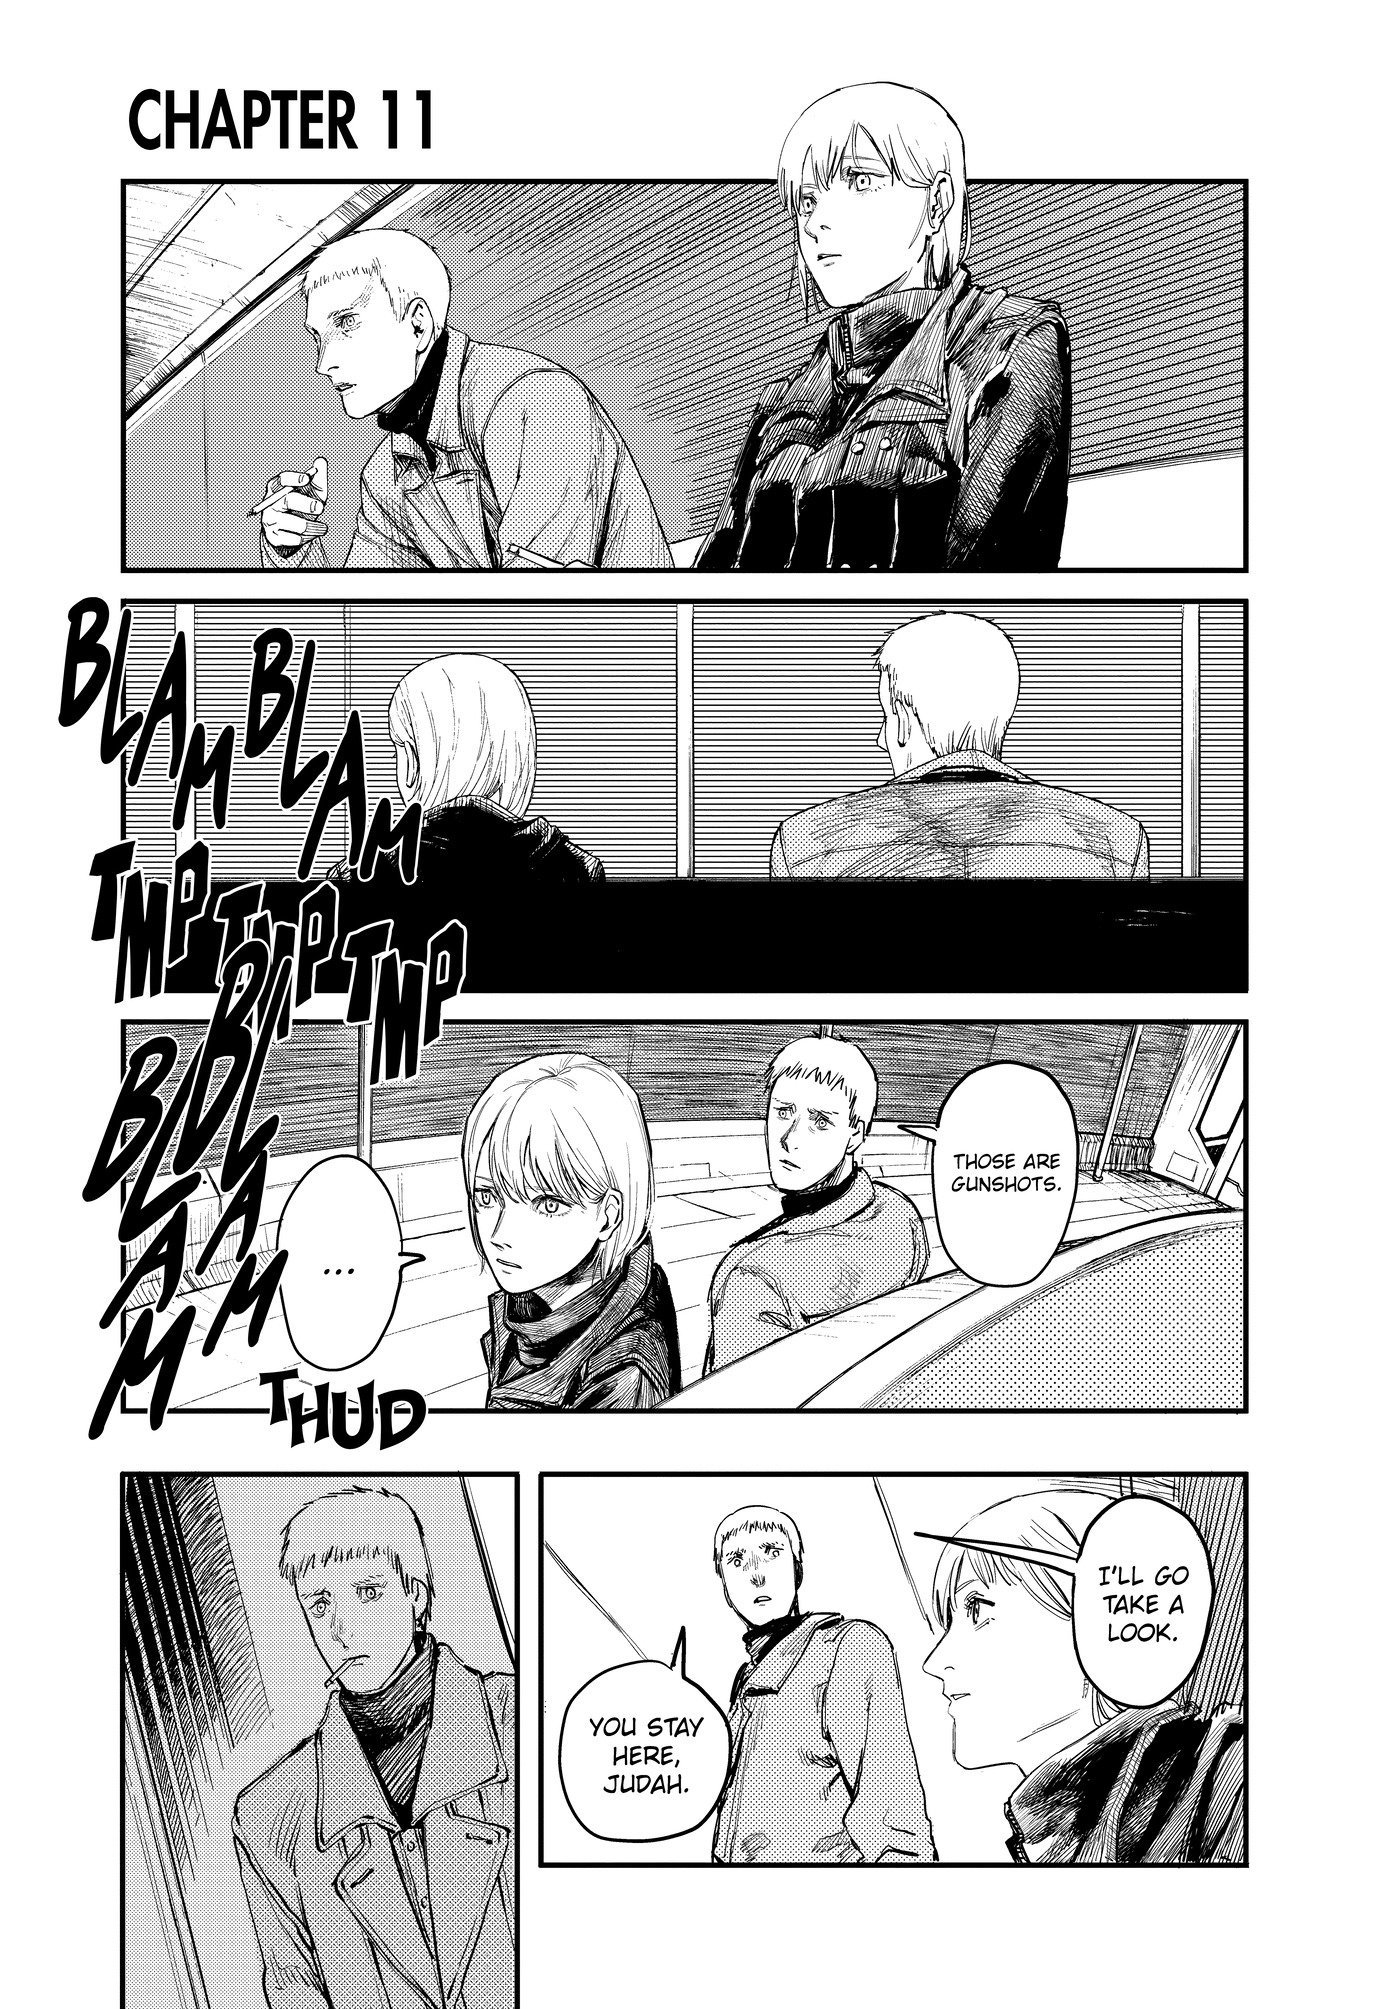 CHAPTER 11
BLAM
BLAM
TMP
TMP
TMP
THOSE ARE
GUNSHOTS.
...
BLAM
BLAM
THUD
I'LL GO
TAKE A
LOOK.
YOU STAY
HERE,
JUDAH.